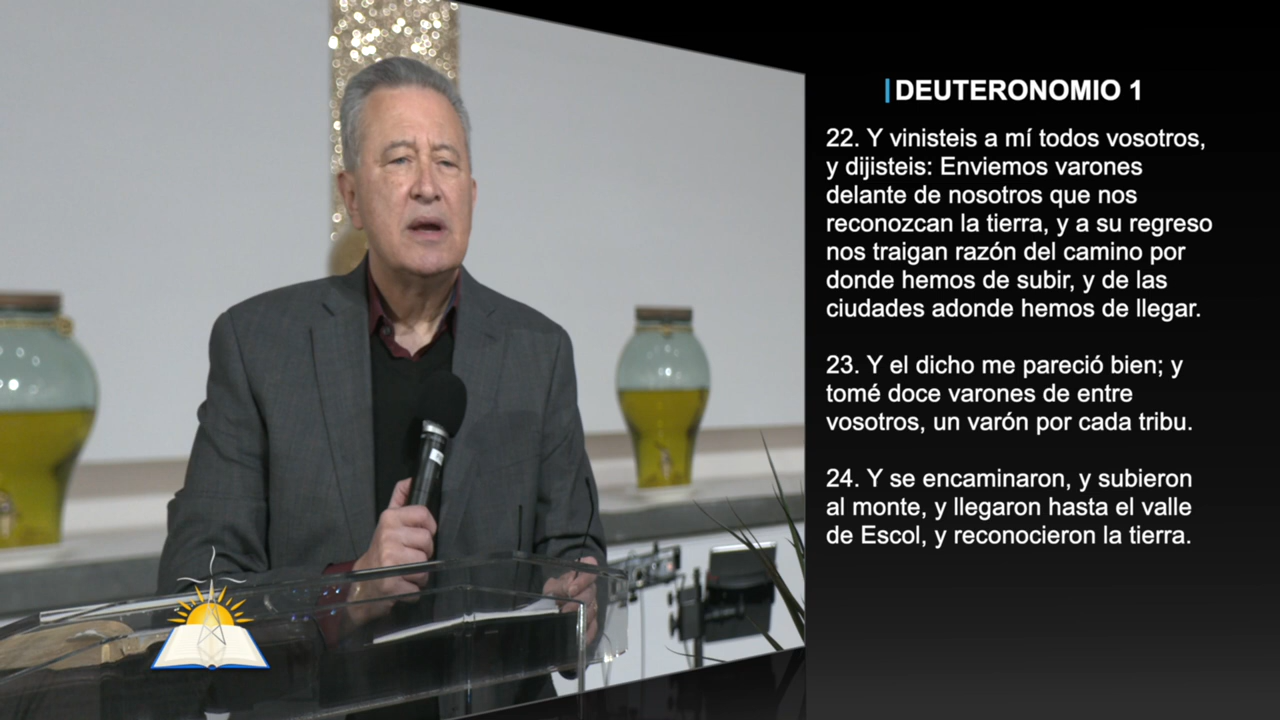 DEUTERONOMIO 1
22. Y vinisteis a mí todos vosotros,
y dijisteis: Enviemos varones
delante de nosotros que nos
reconozcan la tierra, y a su regreso
nos traigan razón del camino por
donde hemos de subir, y de las
ciudades adonde hemos de llegar.
23. Y el dicho me pareció bien; y
tomé doce varones de entre
vosotros, un varón por cada tribu.
24. Y se encaminaron, y subieron
al monte, y llegaron hasta el valle
de Escol, y reconocieron la tierra.